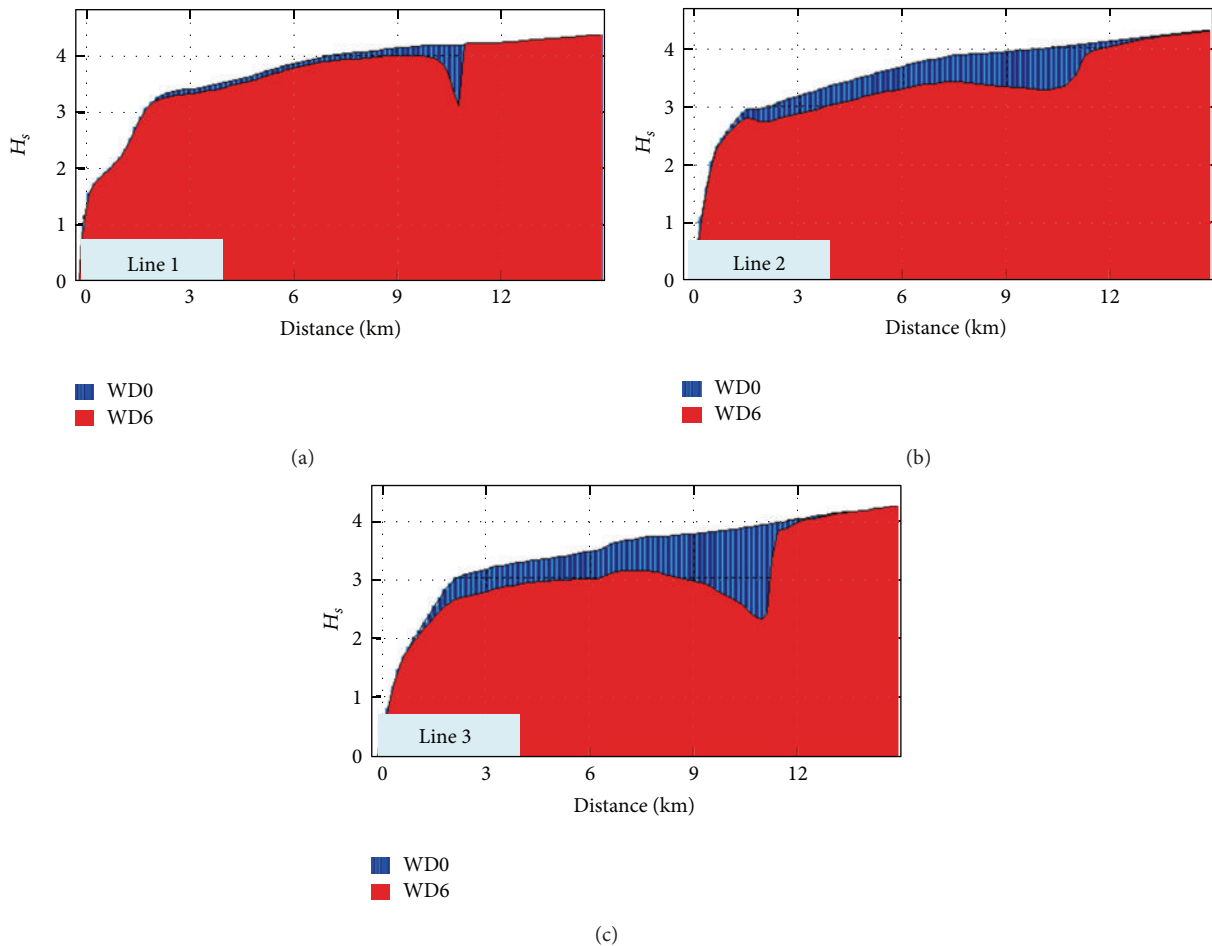 4
3
2
1
0
H_s
Line 1
0 3 6 9 12
Distance (km)
WD0
WD6
(a)
4
3
2
1
0
H_s
Line 2
0 3 6 9 12
Distance (km)
WD0
WD6
(b)
4
3
2
1
0
H_s
Line 3
0 3 6 9 12
Distance (km)
WD0
WD6
(c)